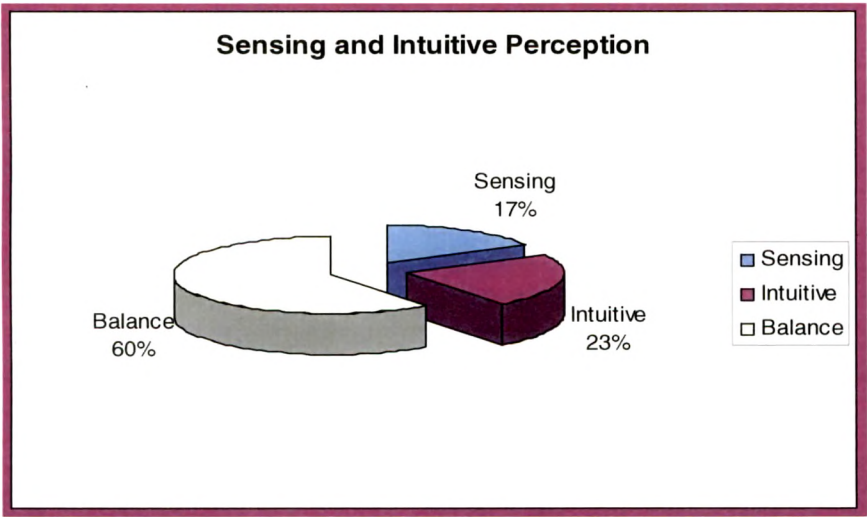 Sensing and Intuitive Perception
Sensing
17%
Intuitive
23%
Balance
60%
Sensing
Intuitive
Balance